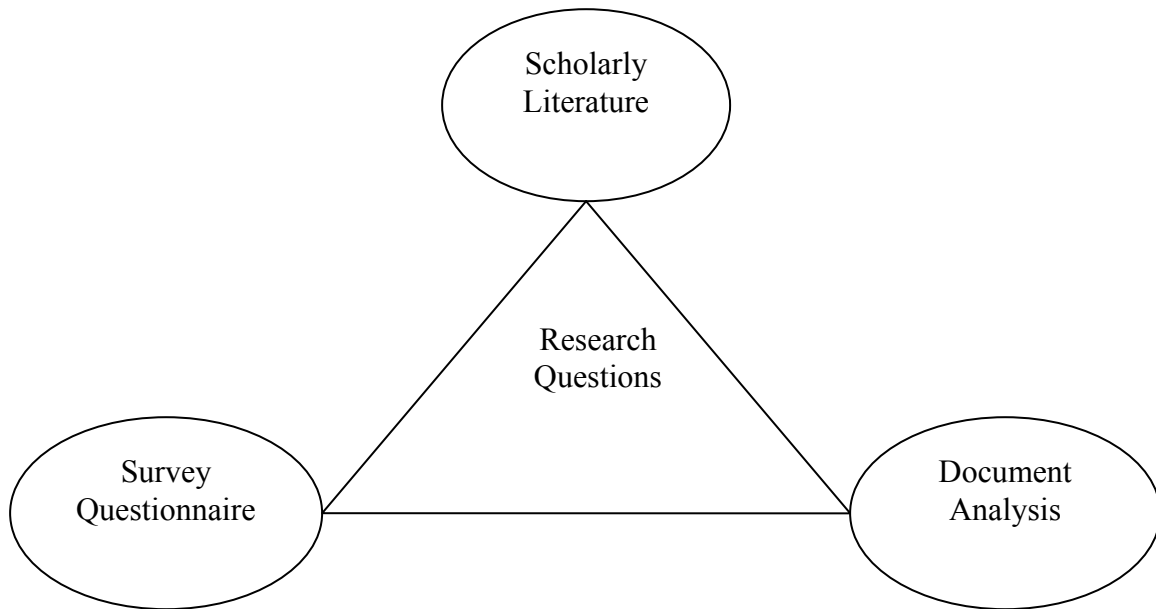 Scholarly
Literature
Research
Questions
Survey
Questionnaire
Document
Analysis